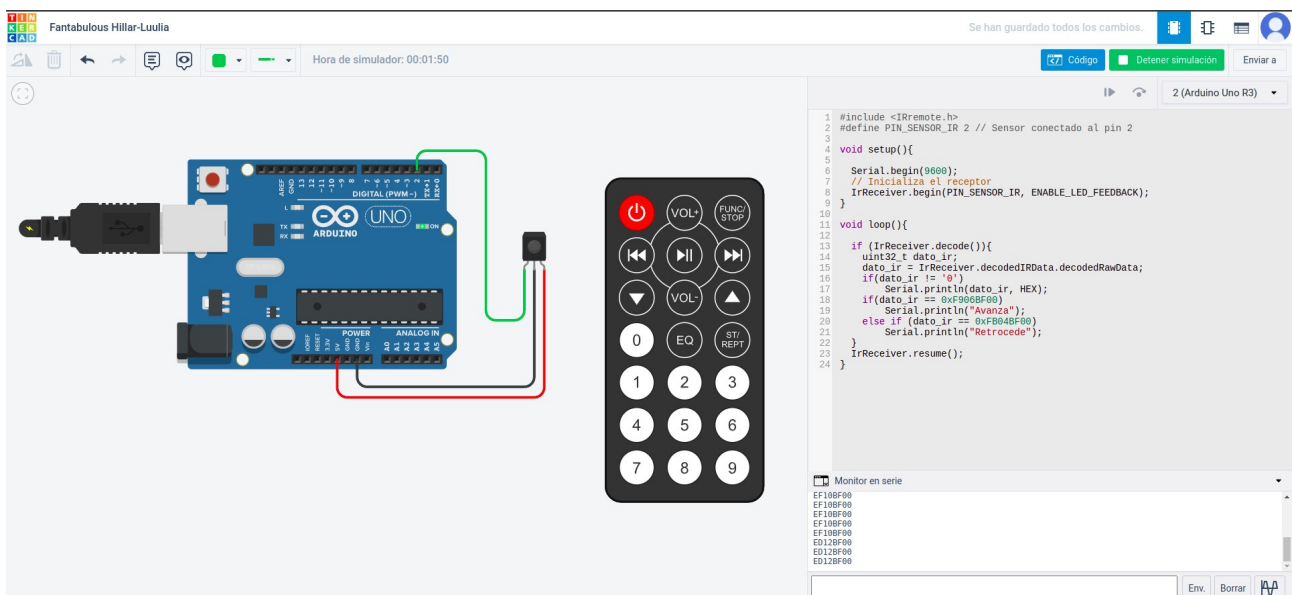 TIN
KER
CAD
Fantabulous Hillar-Luulia
Se han guardado todos los cambios.
Hora de simulador: 00:01:50
Código
Detener simulación
Enviar a
2 (Arduino Uno R3)
AREF
GND
13
12
~11
~10
~9
8
7
~6
~5
4
~3
2
TX→1
RX←0
DIGITAL (PWM~)
L
TX
RX
UNO
ARDUINO
ON
POWER
ANALOG IN
IOREF
RESET
3.3V
5V
GND
GND
Vin
A0
A1
A2
A3
A4
A5
VOL+
FUNC/
STOP
VOL-
0
EQ
ST/
REPT
1 2 3
4 5 6
7 8 9
1 #include <IRremote.h>
2 #define PIN_SENSOR_IR 2 // Sensor conectado al pin 2
3
4 void setup(){
5
6 Serial.begin(9600);
7 // Inicializa el receptor
8 IrReceiver.begin(PIN_SENSOR_IR, ENABLE_LED_FEEDBACK);
9 }
10
11 void loop(){
12
13 if (IrReceiver.decode()){
14 uint32_t dato_ir;
15 dato_ir = IrReceiver.decodedIRData.decodedRawData;
16 if(dato_ir != '0')
17 Serial.println(dato_ir, HEX);
18 if(dato_ir == 0xF906BF00)
19 Serial.println("Avanza");
20 else if (dato_ir == 0xFB04BF00)
21 Serial.println("Retrocede");
22 }
23 IrReceiver.resume();
24 }
Monitor en serie
EF10BF00
EF10BF00
EF10BF00
EF10BF00
EF10BF00
ED12BF00
ED12BF00
ED12BF00
Env.
Borrar